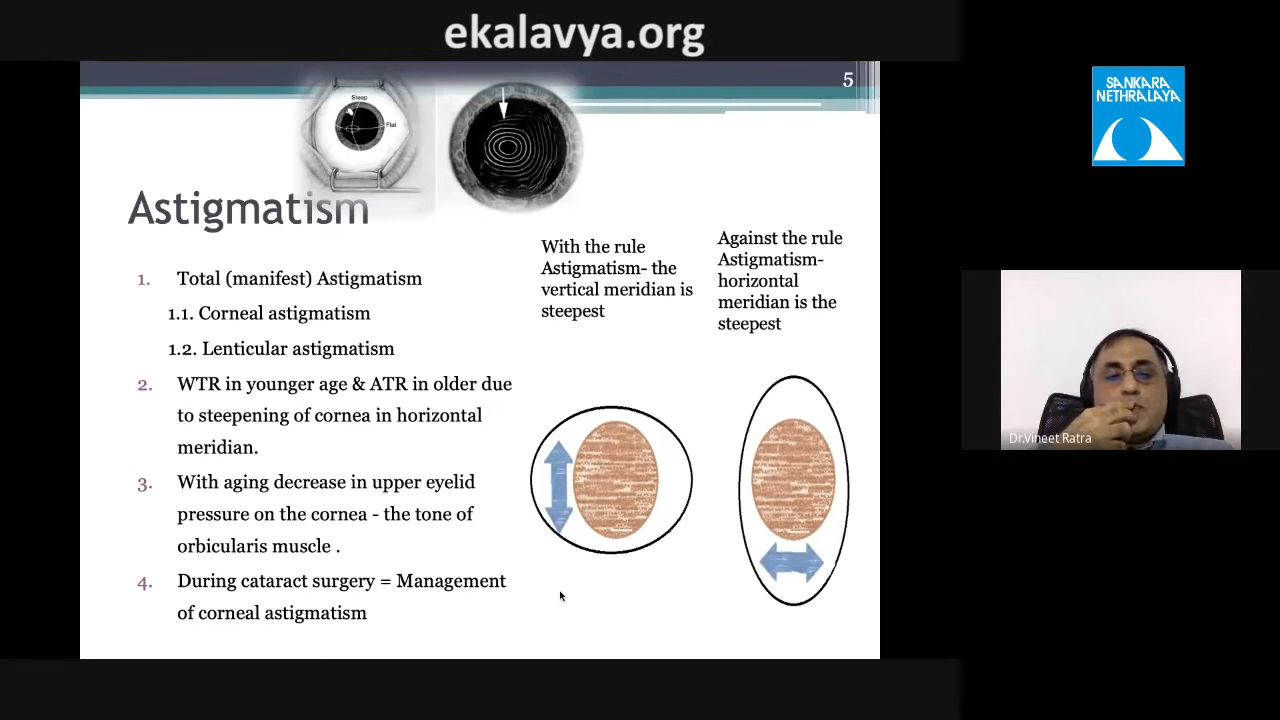 ekalavya.org
5
Steep
Flat
SANKARA
NETHRALAYA
Astigmatism
1. Total (manifest) Astigmatism
1.1. Corneal astigmatism
1.2. Lenticular astigmatism
2. WTR in younger age & ATR in older due
to steepening of cornea in horizontal
meridian.
3. With aging decrease in upper eyelid
pressure on the cornea - the tone of
orbicularis muscle .
4. During cataract surgery = Management
of corneal astigmatism
With the rule
Astigmatism- the
vertical meridian is
steepest
Against the rule
Astigmatism-
horizontal
meridian is the
steepest
Dr.Vineet Ratra